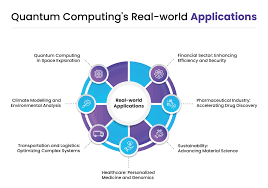 Quantum Computing's Real-world Applications
Quantum Computing
in Space Exploration
Financial Sector: Enhancing
Efficiency and Security
Climate Modelling and
Environmental Analysis
Real-world
Applications
Pharmaceutical Industry:
Accelerating Drug Discovery
Transportation and Logistics:
Optimizing Complex Systems
Sustainability:
Advancing Material Science
Healthcare: Personalized
Medicine and Genomics